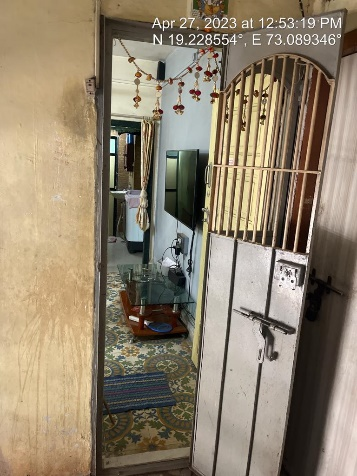 Apr 27, 2023 at 12:53:19 PM
N 19.228554°, E 73.089346°